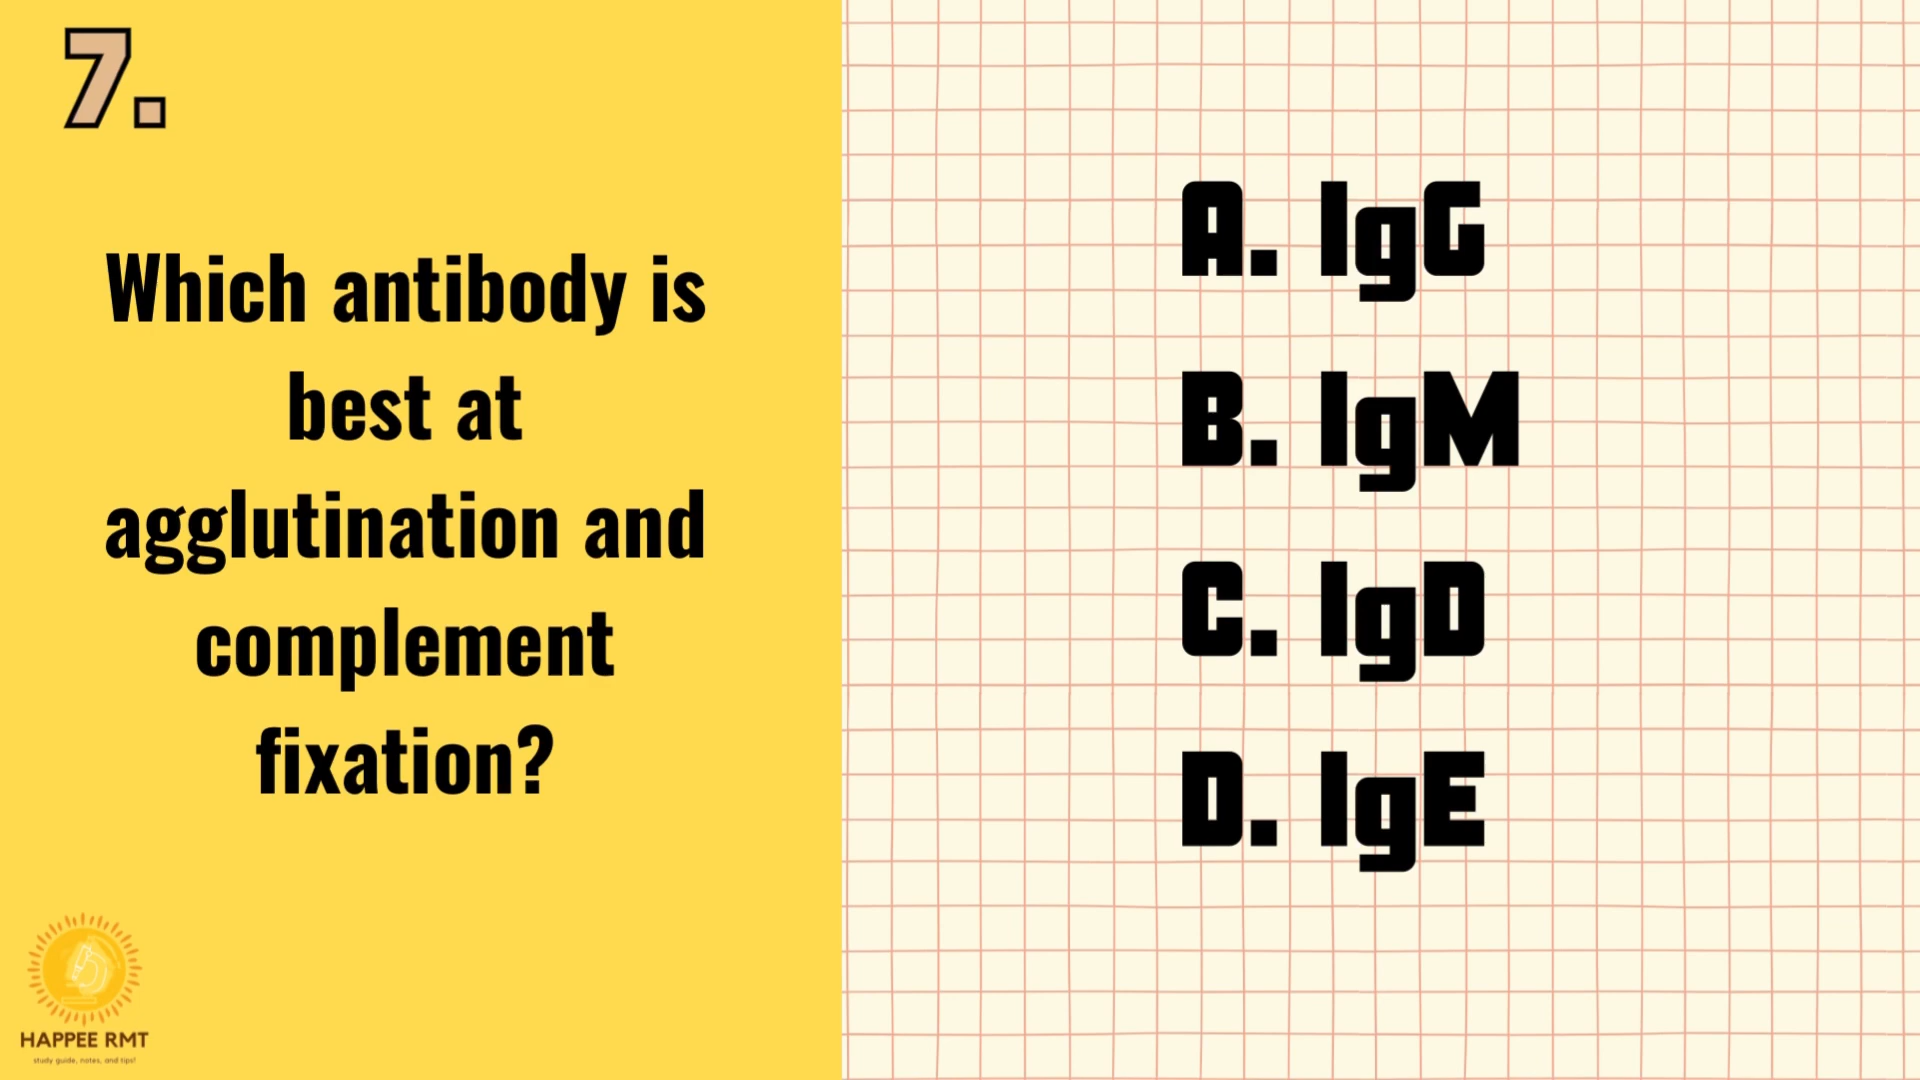 7.
Which antibody is
best at
agglutination and
complement
fixation?
A. IgG
B. IgM
C. IgD
D. IgE
HAPPEE RMT
study guide, notes, and tips!